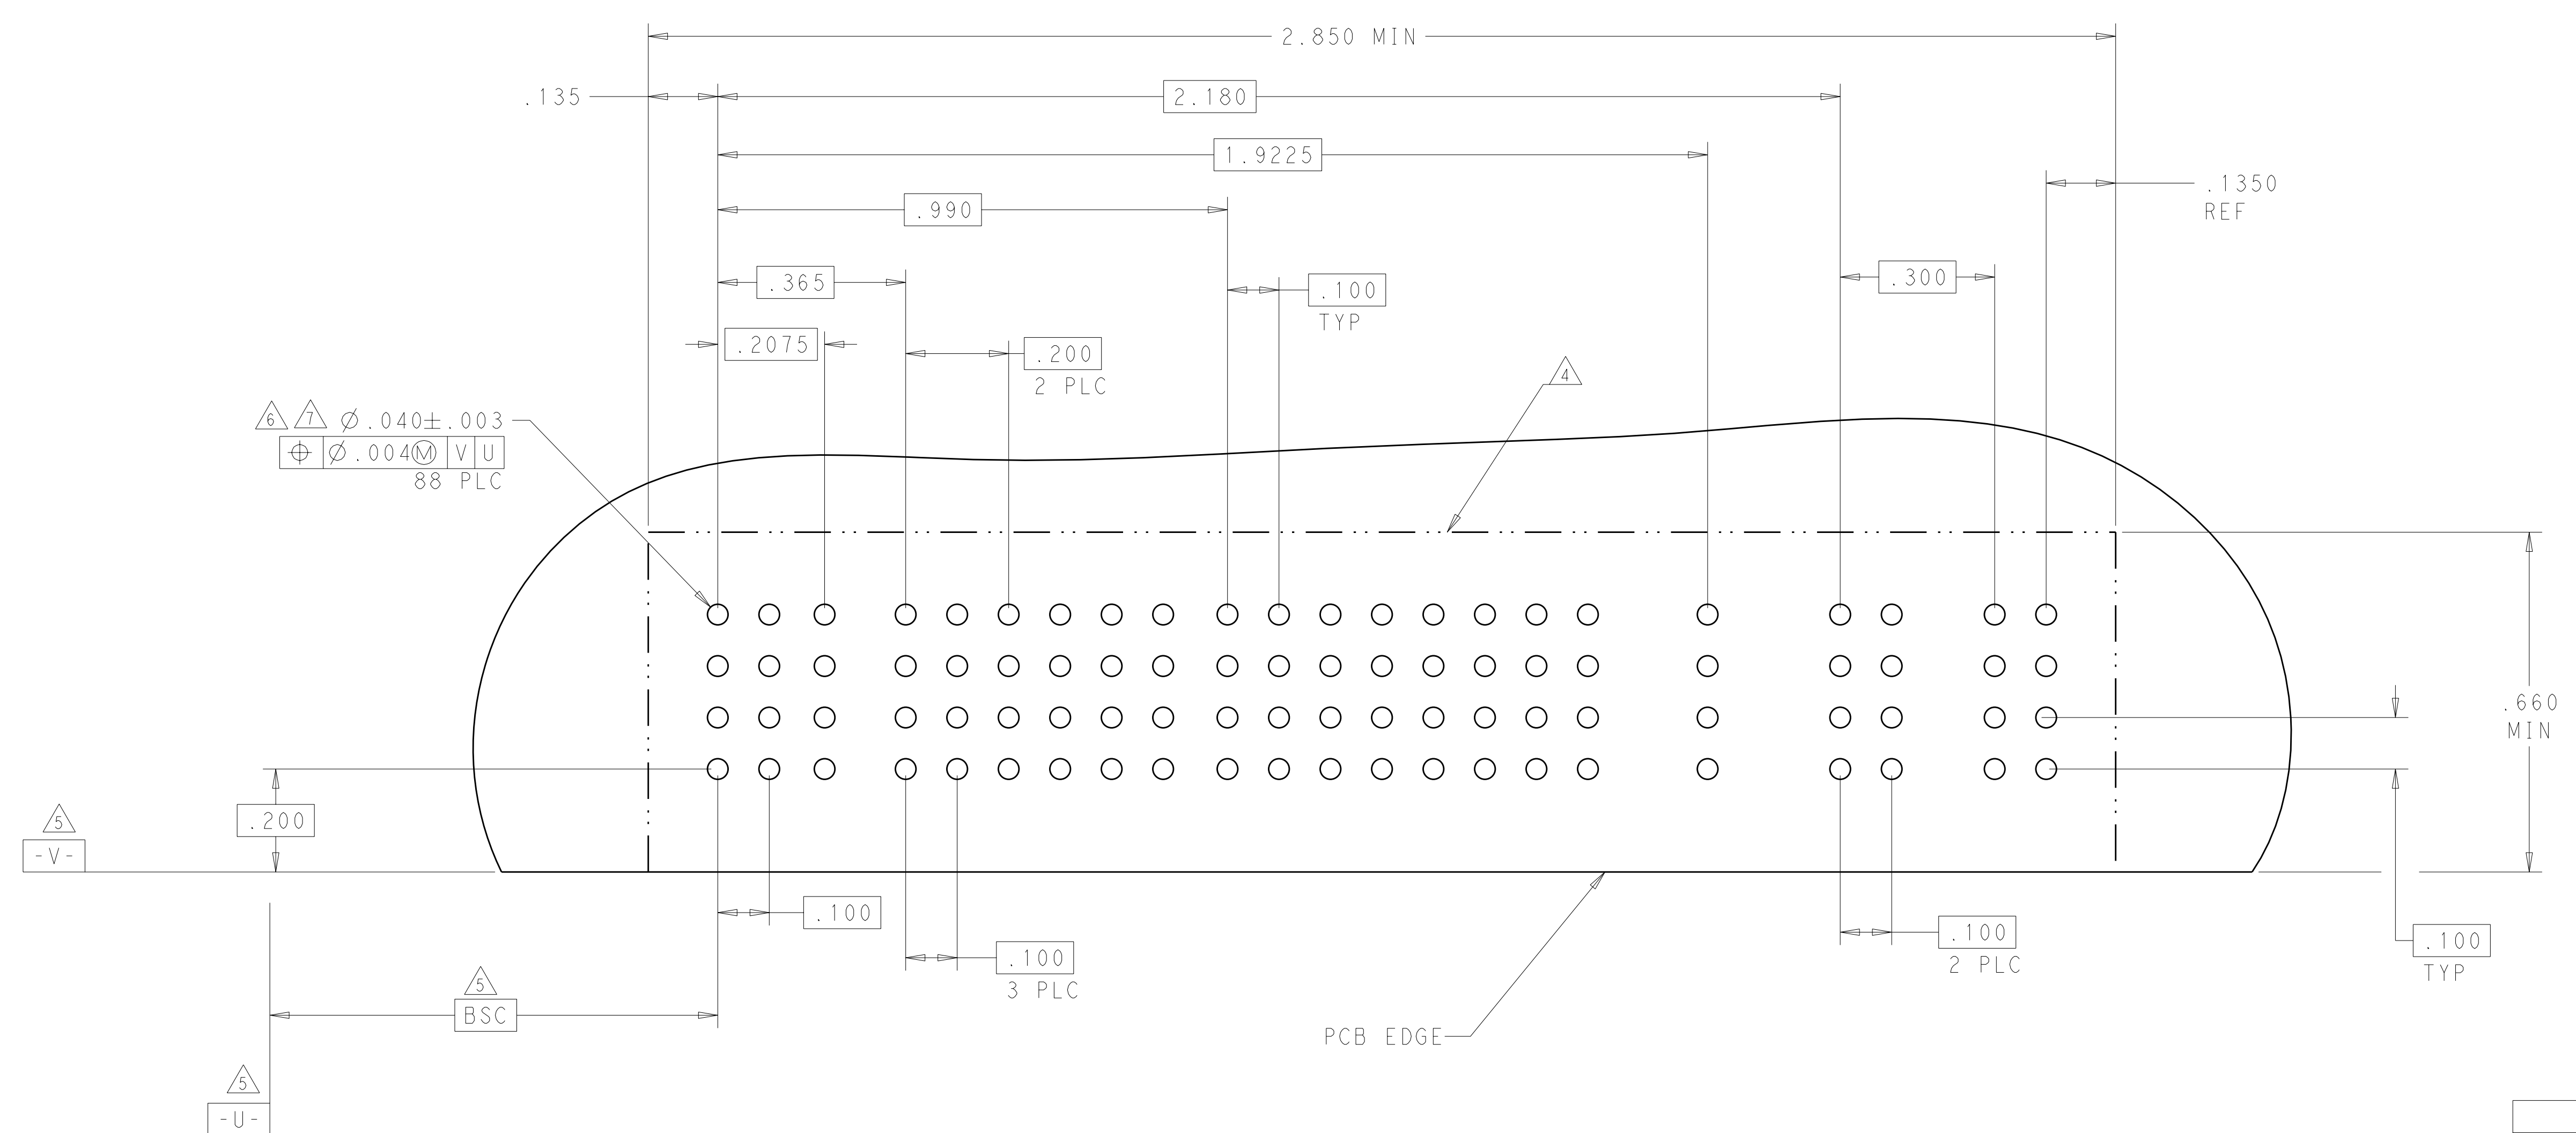 2.850 MIN
.135
2.180
1.9225
.1350
REF
.990
.365
.100
TYP
.300
.2075
.200
2 PLC
4
6 7 Ø.040±.003
⌖ Ø.004Ⓜ V U
88 PLC
.660
MIN
5
-V-
.200
.100
.100
3 PLC
.100
2 PLC
.100
TYP
5
BSC
PCB EDGE
5
-U-